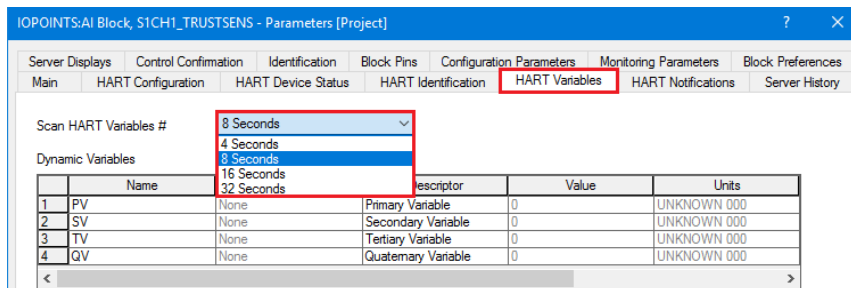 IOPOINTS:AI Block, S1CH1_TRUSTSENS - Parameters [Project] ?
Server Displays Control Confirmation Identification Block Pins Configuration Parameters Monitoring Parameters Block Preferences
Main HART Configuration HART Device Status HART Identification HART Variables HART Notifications Server History
Scan HART Variables # 8 Seconds
4 Seconds
Dynamic Variables 8 Seconds
16 Seconds
Name 32 Seconds Value Units
1 PV None Primary Variable 0 UNKNOWN 000
2 SV None Secondary Variable 0 UNKNOWN 000
3 TV None Tertiary Variable 0 UNKNOWN 000
4 QV None Quaternary Variable 0 UNKNOWN 000